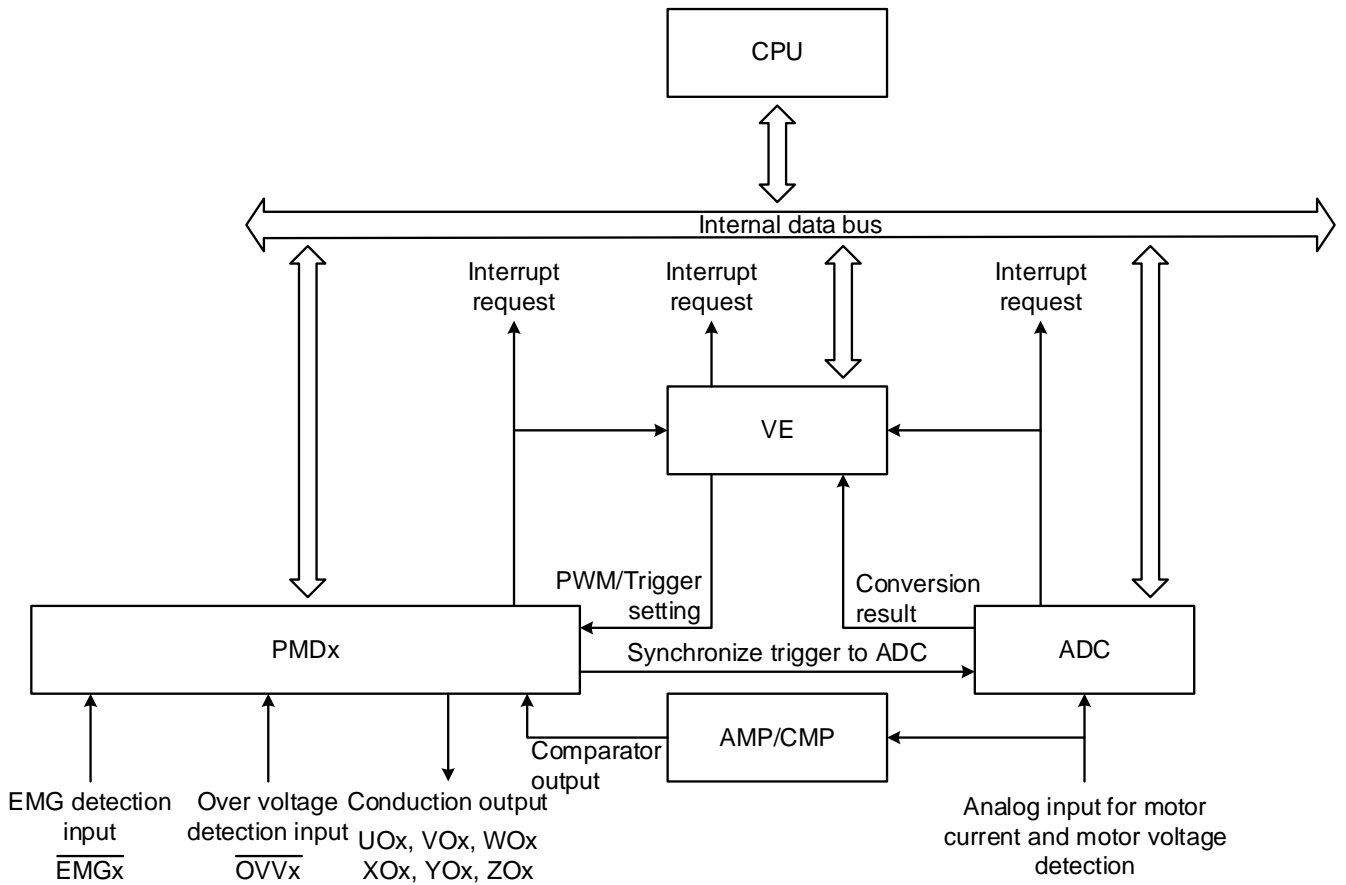 CPU
Internal data bus
Interrupt
request
Interrupt
request
Interrupt
request
VE
PWM/Trigger
setting
Conversion
result
PMDx
Synchronize trigger to ADC
ADC
AMP/CMP
Comparator
output
EMG detection
input
EMGx
Over voltage
detection input
OVVx
Conduction output
UOx, VOx, WOx
XOx, YOx, ZOx
Analog input for motor
current and motor voltage
detection